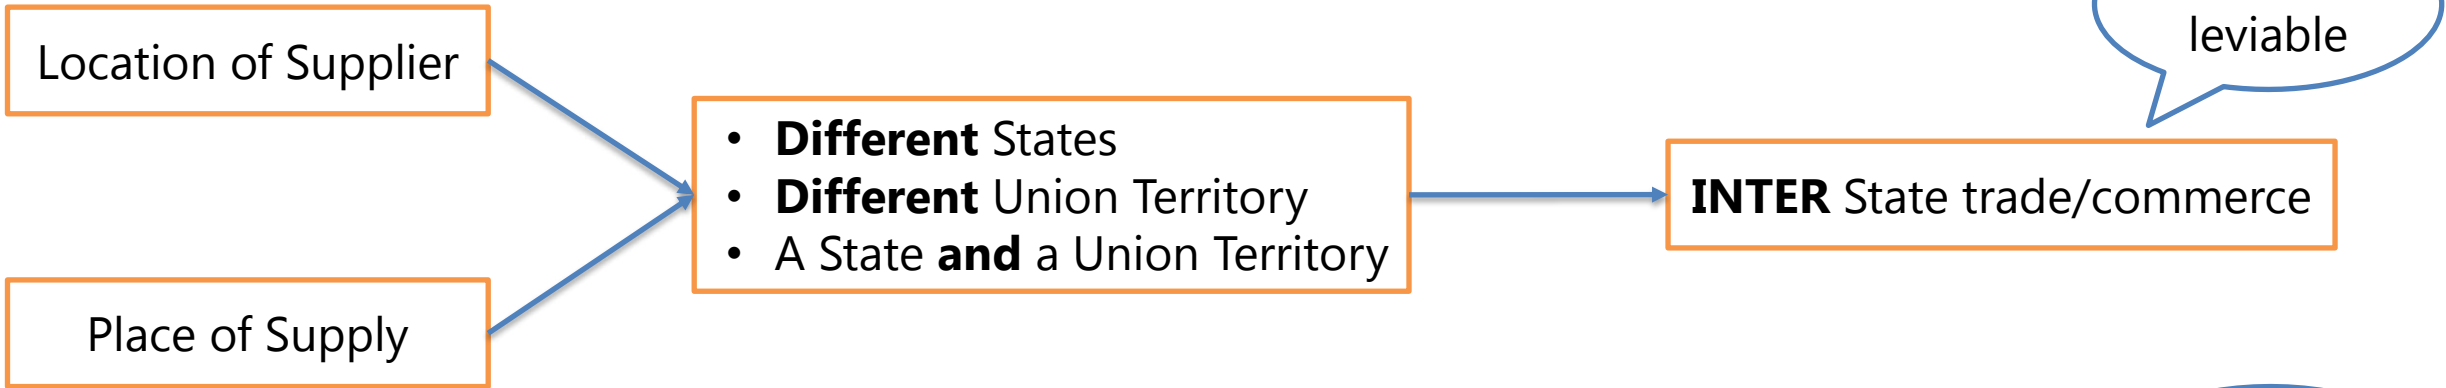 leviable
Location of Supplier
• Different States
• Different Union Territory
• A State and a Union Territory
INTER State trade/commerce
Place of Supply